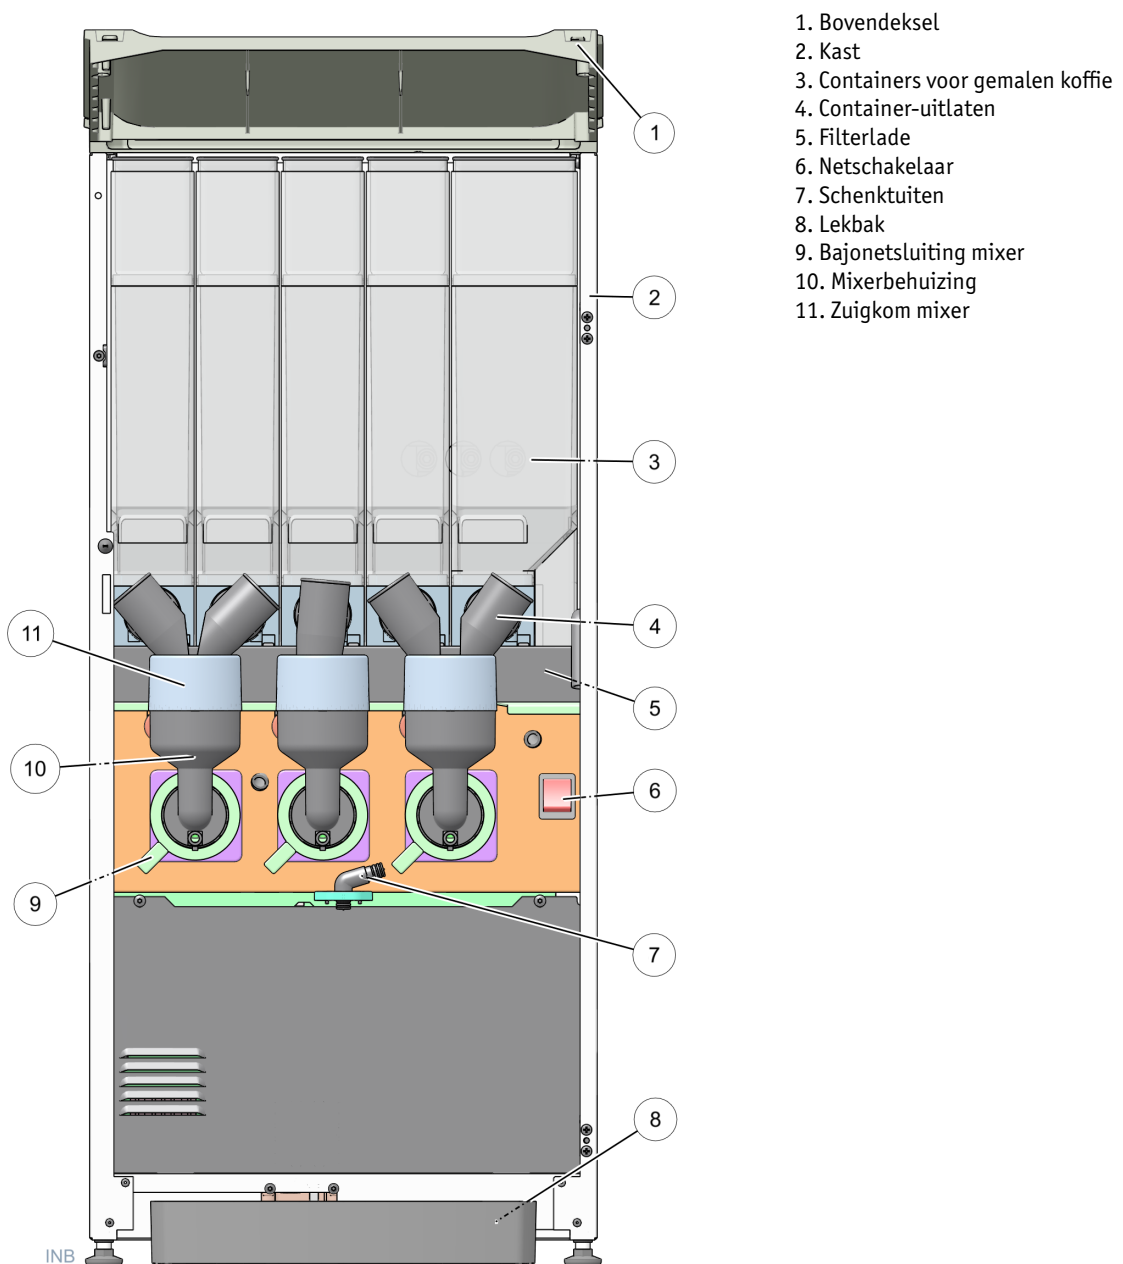 1. Bovendeksel
2. Kast
3. Containers voor gemalen koffie
4. Container-uitlaten
5. Filterlade
6. Netschakelaar
7. Schenktuiten
8. Lekbak
9. Bajonetsluiting mixer
10. Mixerbehuizing
11. Zuigkom mixer
1
2
3
4
11
5
10
6
9
7
8
INB